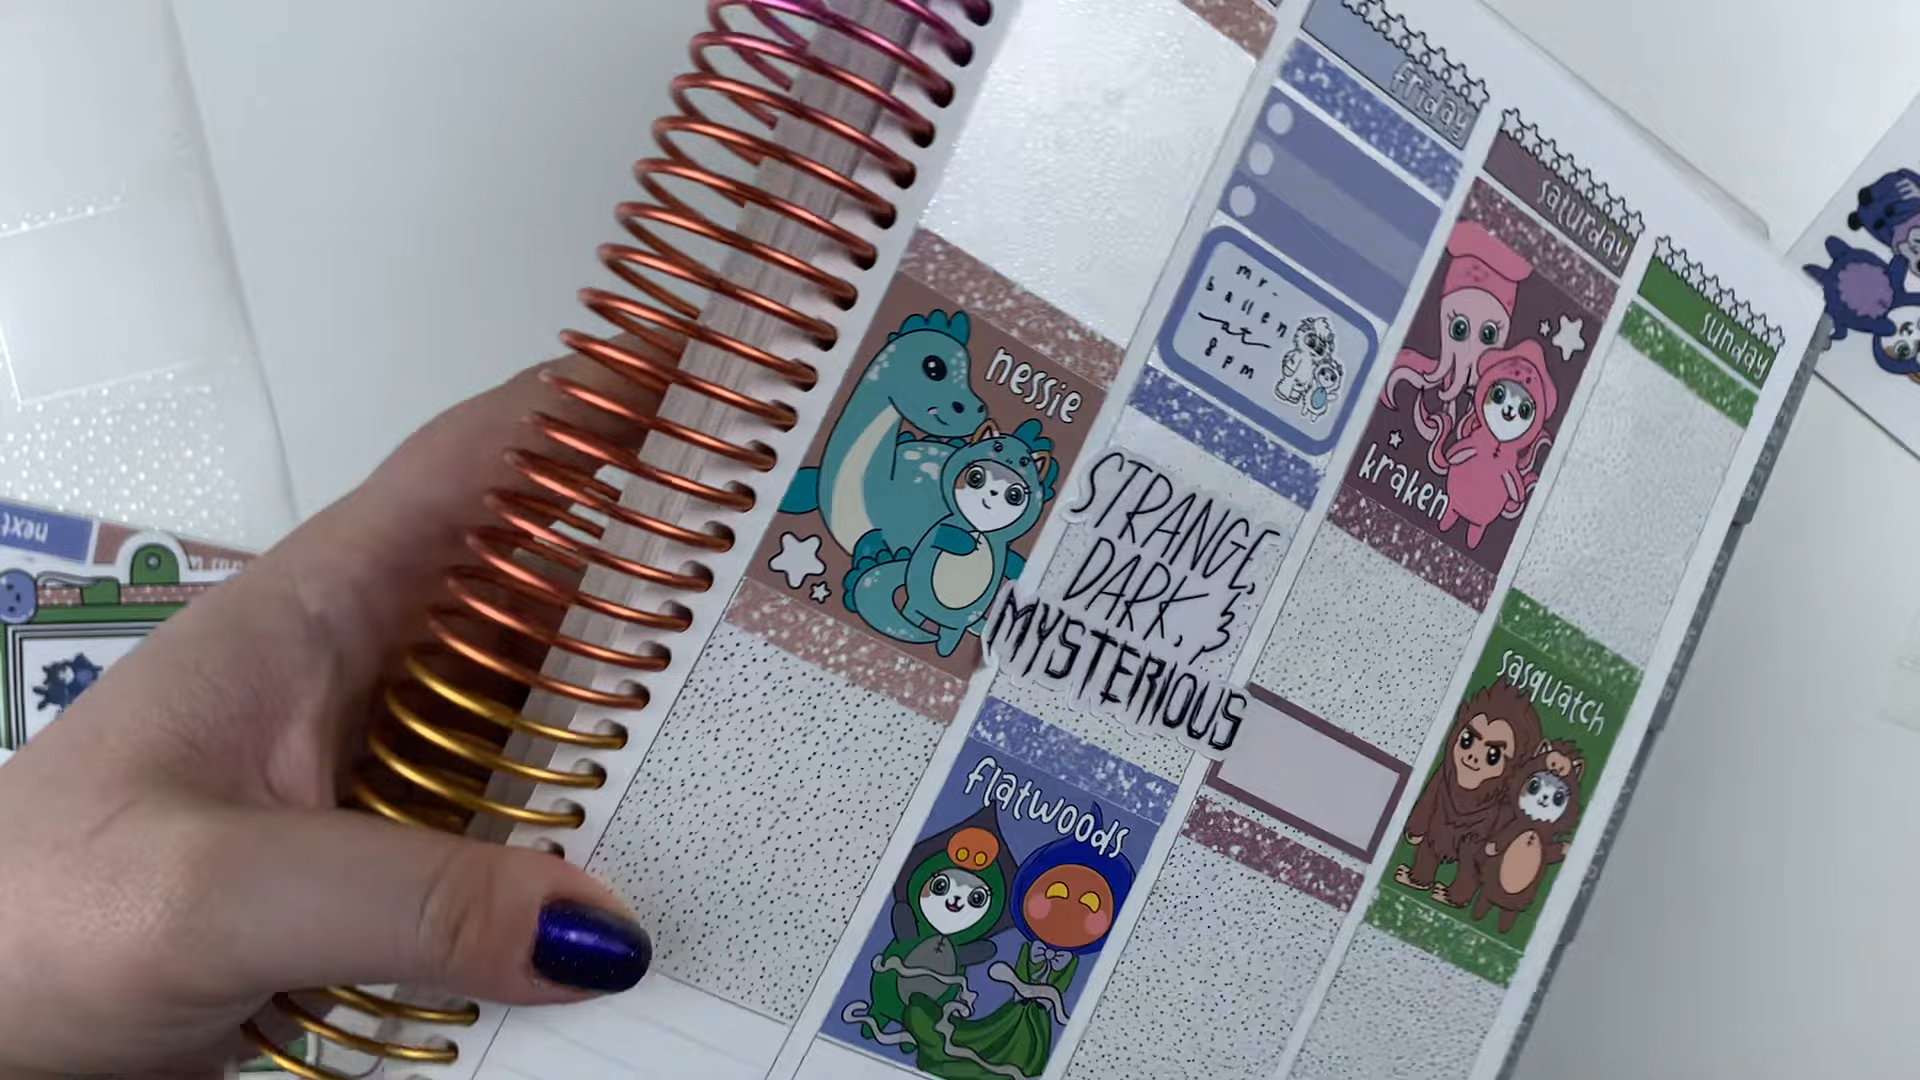 friday
saturday
sunday
mr.
ballen
at
8pm
nessie
kraken
STRANGE,
DARK, &
MYSTERIOUS
sasquatch
flatwoods
next